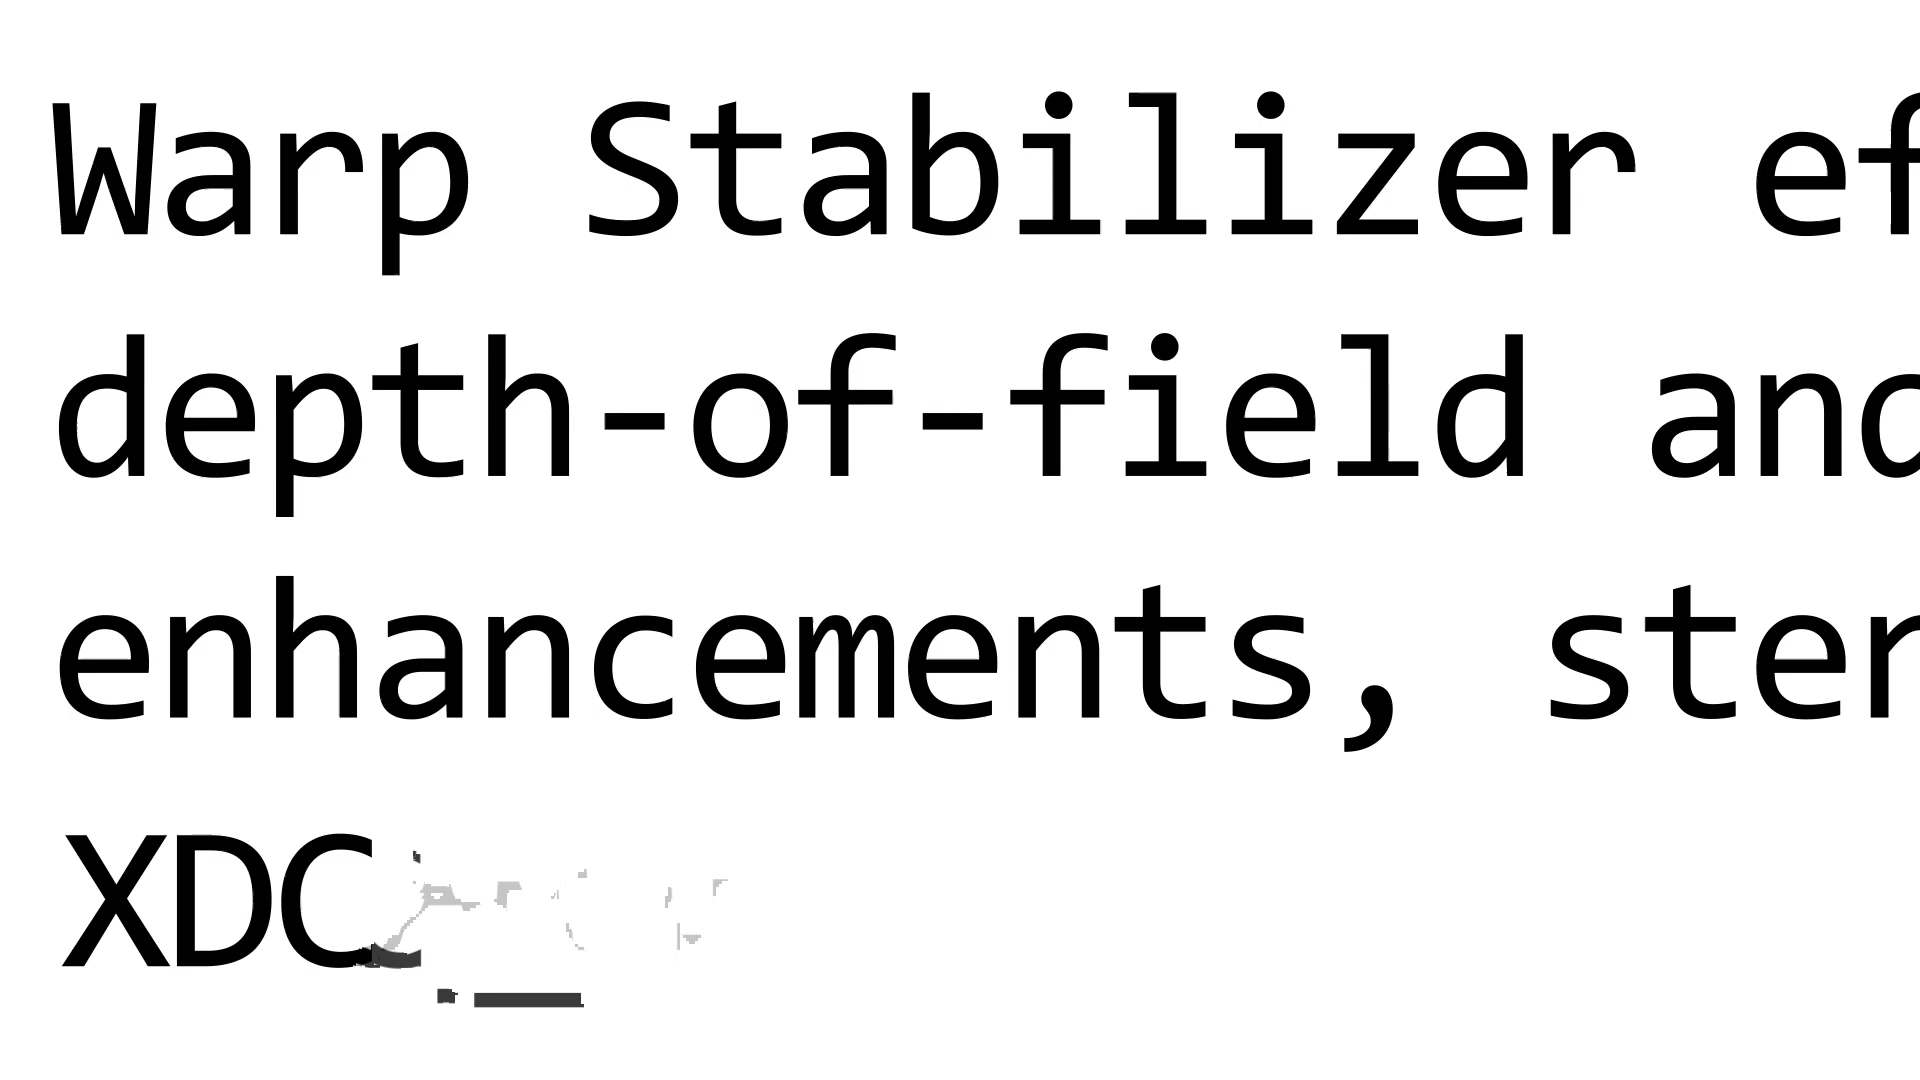 Warp Stabilizer ef
depth-of-field and
enhancements, ster
XDC